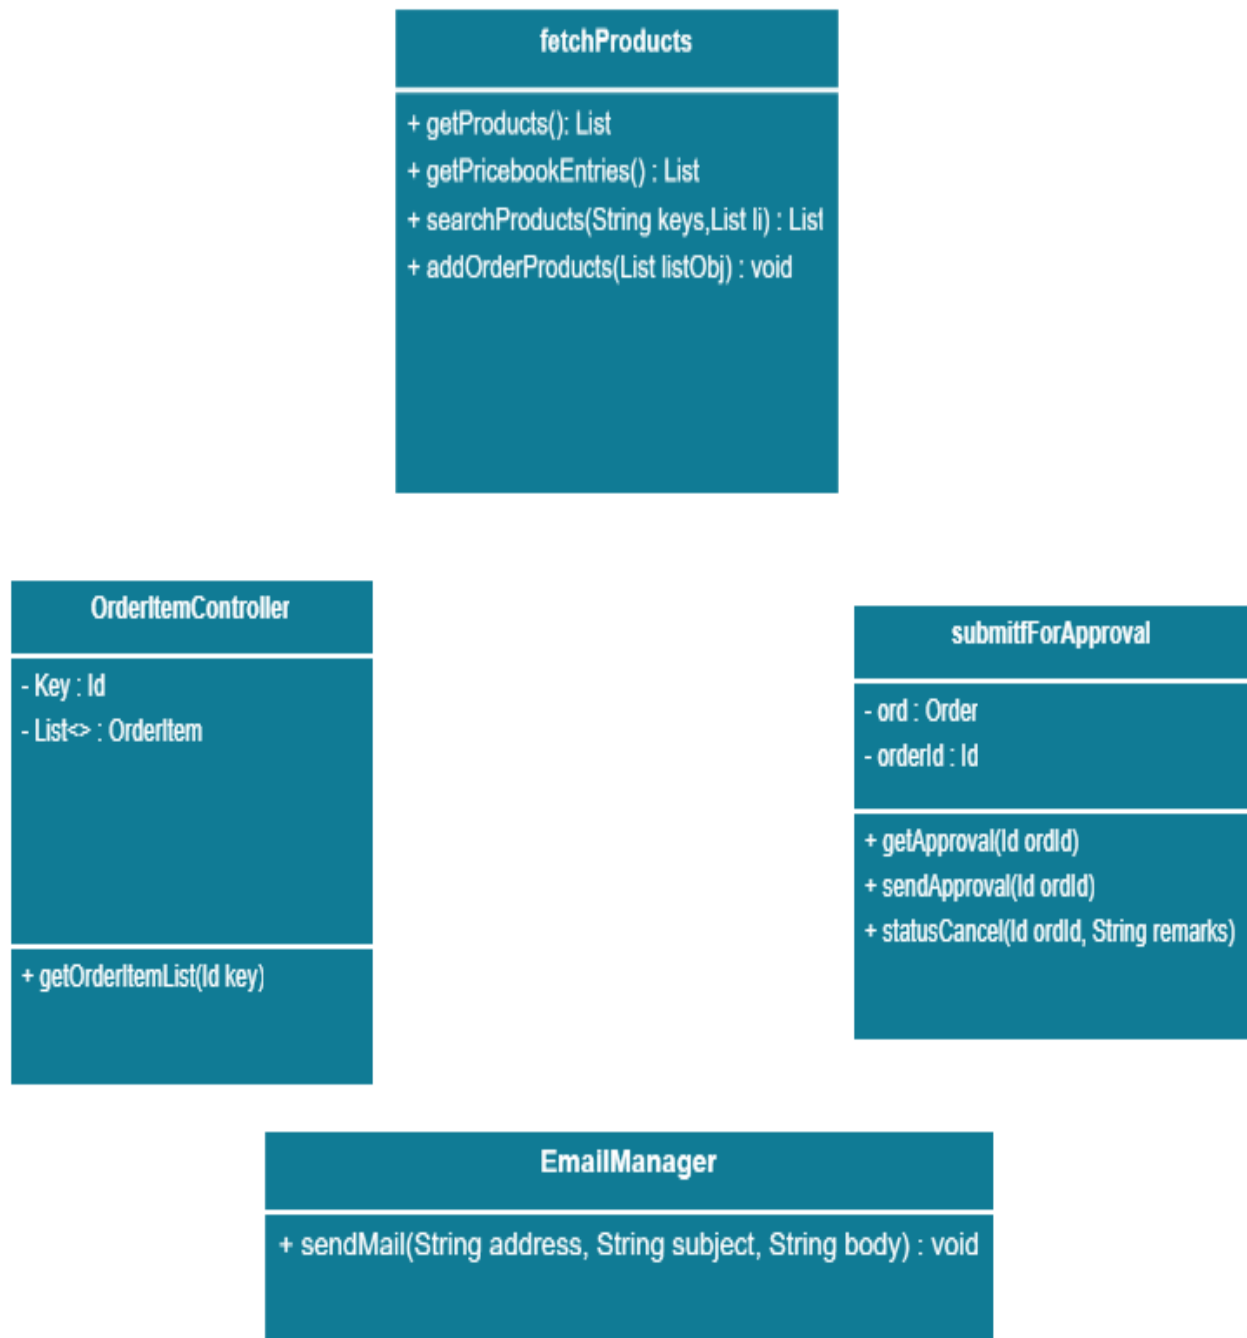 fetchProducts
+ getProducts(): List
+ getPricebookEntries() : List
+ searchProducts(String keys,List li) : List
+ addOrderProducts(List listObj) : void
OrderItemController
- Key : Id
- List<> : OrderItem
+ getOrderItemList(Id key)
submitfForApproval
- ord : Order
- orderId : Id
+ getApproval(Id ordId)
+ sendApproval(Id ordId)
+ statusCancel(Id ordId, String remarks)
EmailManager
+ sendMail(String address, String subject, String body) : void